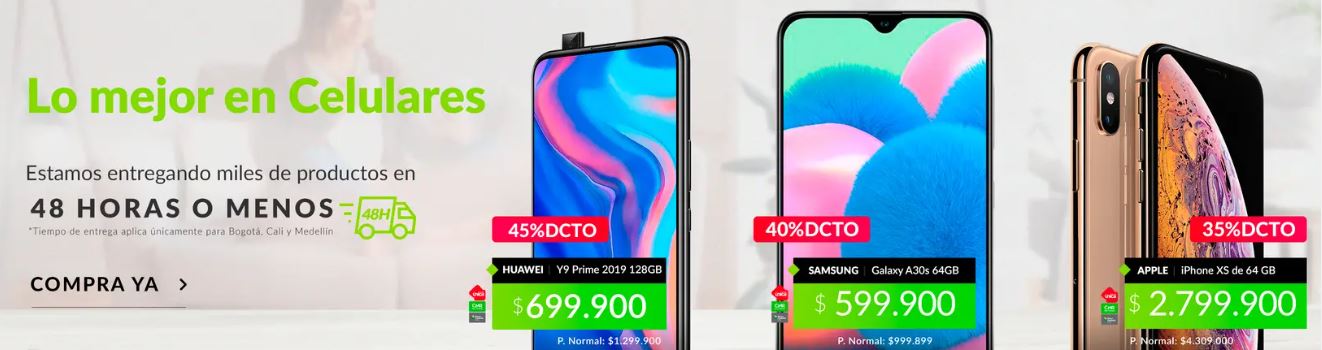 Lo mejor en Celulares
Estamos entregando miles de productos en
48 HORAS O MENOS
48H
*Tiempo de entrega aplica únicamente para Bogotá, Cali y Medellín
COMPRA YA >
45%DCTO
HUAWEI | Y9 Prime 2019 128GB
$699.900
P. Normal: $1.299.900
40%DCTO
SAMSUNG | Galaxy A30s 64GB
$ 599.900
P. Normal: $999.899
35%DCTO
APPLE | iPhone XS de 64 GB
$ 2.799.900
P. Normal: $4.309.000